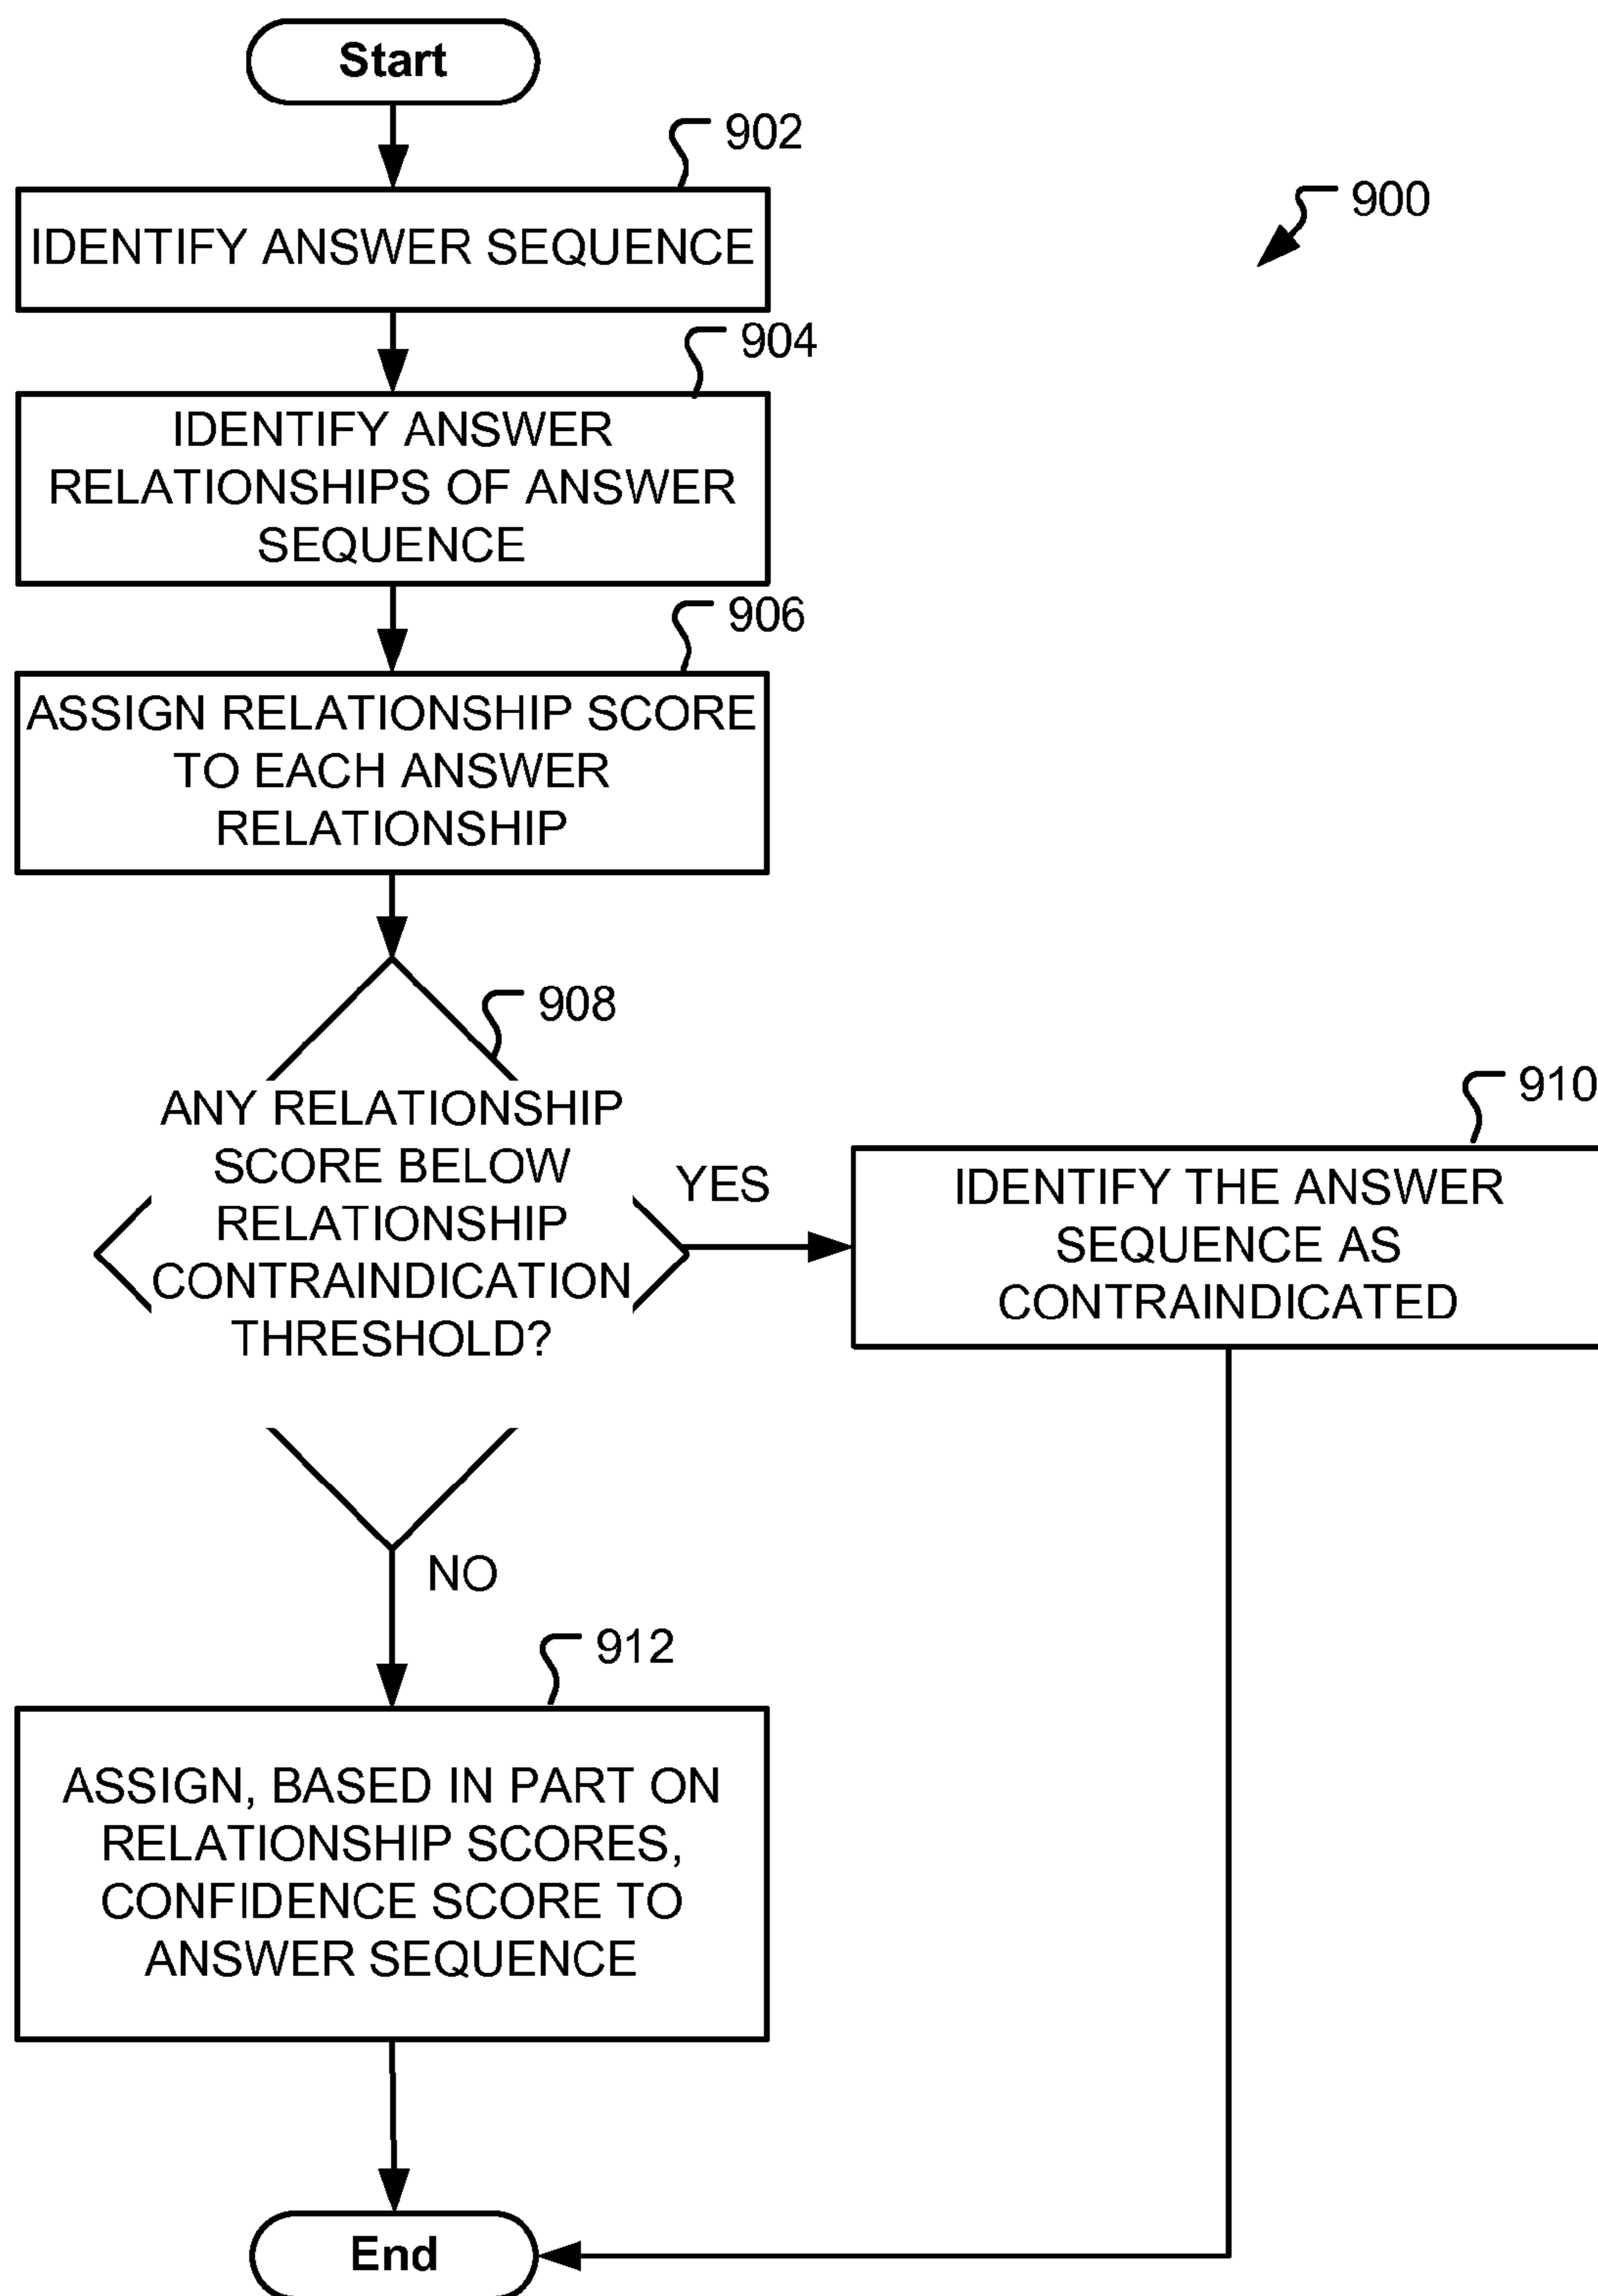 Start
902
900
IDENTIFY ANSWER SEQUENCE
904
IDENTIFY ANSWER
RELATIONSHIPS OF ANSWER
SEQUENCE
906
ASSIGN RELATIONSHIP SCORE
TO EACH ANSWER
RELATIONSHIP
908
ANY RELATIONSHIP
SCORE BELOW
RELATIONSHIP
CONTRAINDICATION
THRESHOLD?
YES
910
IDENTIFY THE ANSWER
SEQUENCE AS
CONTRAINDICATED
NO
912
ASSIGN, BASED IN PART ON
RELATIONSHIP SCORES,
CONFIDENCE SCORE TO
ANSWER SEQUENCE
End